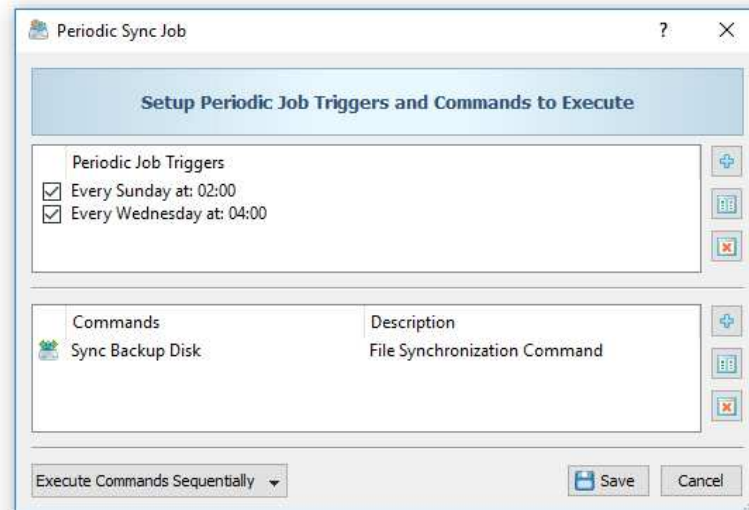 Periodic Sync Job
Setup Periodic Job Triggers and Commands to Execute
Periodic Job Triggers
Every Sunday at: 02:00
Every Wednesday at: 04:00
Commands Description
Sync Backup Disk File Synchronization Command
Execute Commands Sequentially Save Cancel